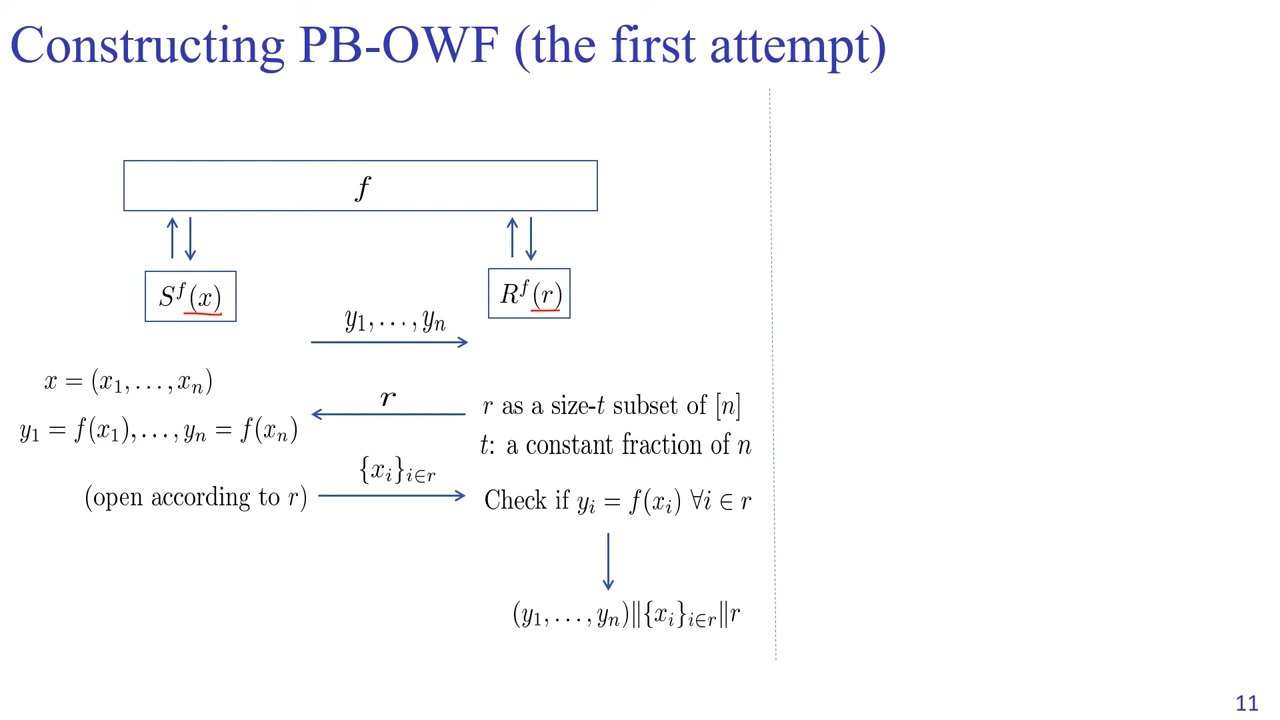 Constructing PB-OWF (the first attempt)
f
S^f(x)
R^f(r)
y_1, . . . , y_n
x = (x_1, . . . , x_n)
r
r as a size-t subset of [n]
y_1 = f(x_1), . . . , y_n = f(x_n)
t: a constant fraction of n
{x_i}_{i∈r}
(open according to r)
Check if y_i = f(x_i) ∀i ∈ r
(y_1, . . . , y_n)‖{x_i}_{i∈r}‖r
11